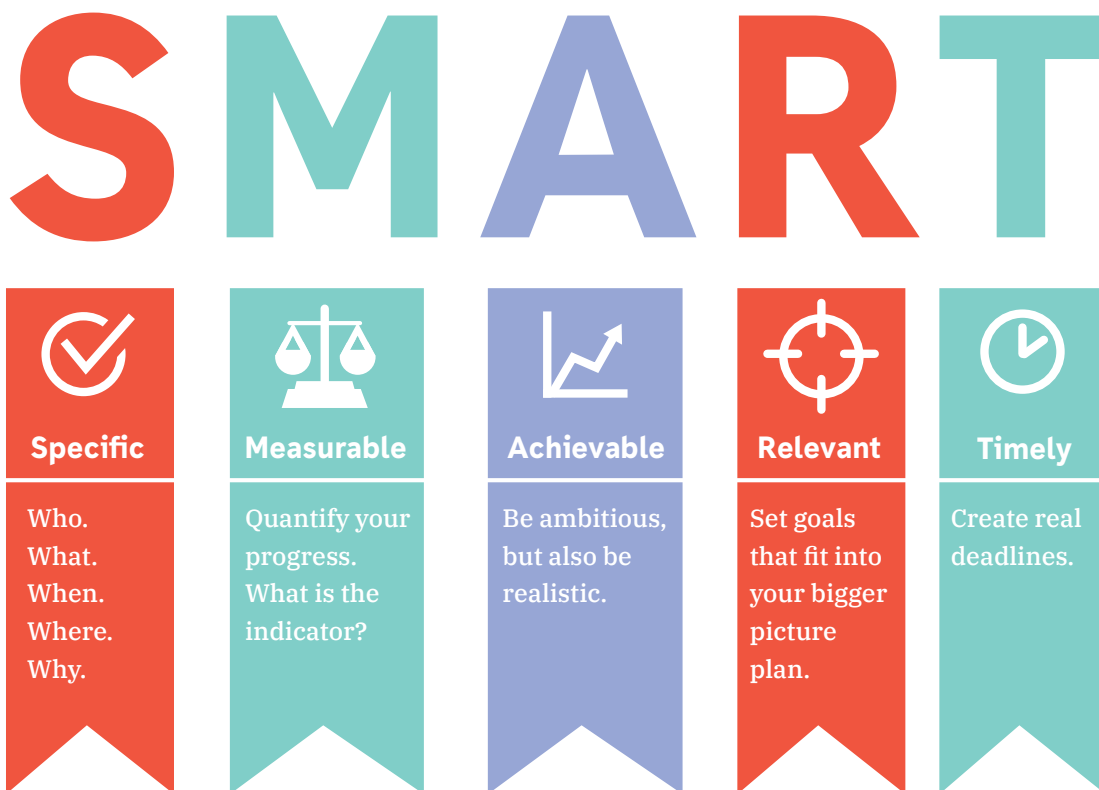 SMART
Specific
Who.
What.
When.
Where.
Why.
Measurable
Quantify your
progress.
What is the
indicator?
Achievable
Be ambitious,
but also be
realistic.
Relevant
Set goals
that fit into
your bigger
picture
plan.
Timely
Create real
deadlines.